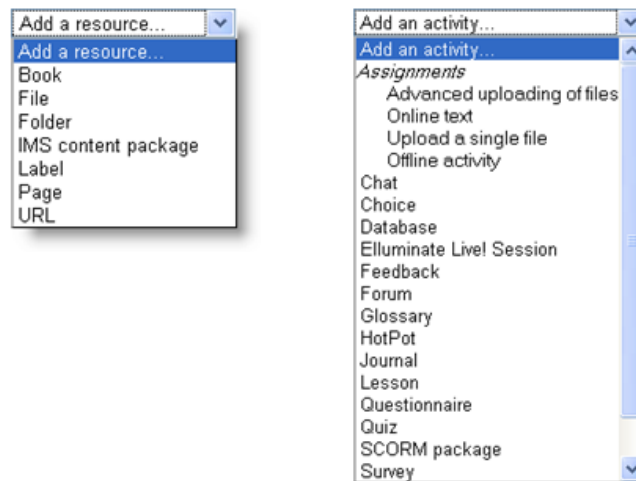 Add a resource...
Add a resource...
Book
File
Folder
IMS content package
Label
Page
URL
Add an activity...
Add an activity...
Assignments
Advanced uploading of files
Online text
Upload a single file
Offline activity
Chat
Choice
Database
Elluminate Live! Session
Feedback
Forum
Glossary
HotPot
Journal
Lesson
Questionnaire
Quiz
SCORM package
Survey